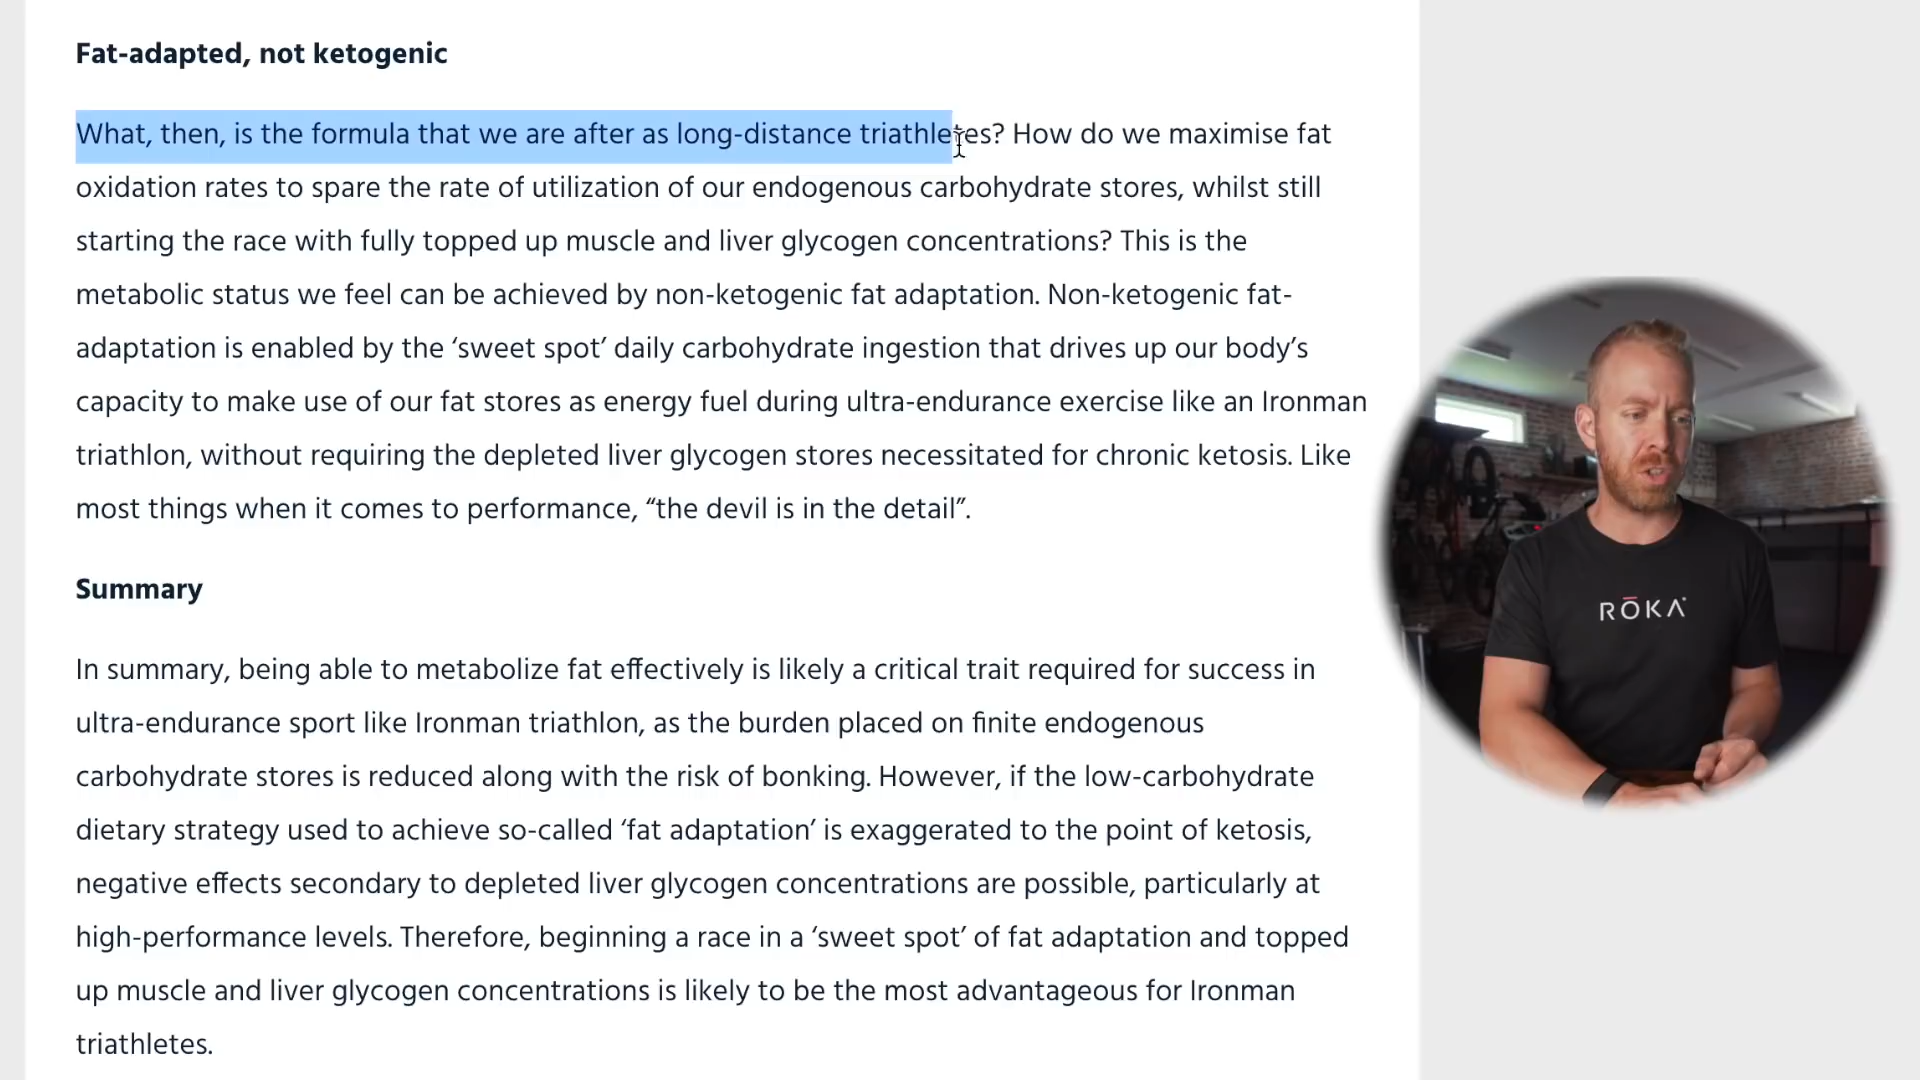 Fat-adapted, not ketogenic
What, then, is the formula that we are after as long-distance triathletes? How do we maximise fat
oxidation rates to spare the rate of utilization of our endogenous carbohydrate stores, whilst still
starting the race with fully topped up muscle and liver glycogen concentrations? This is the
metabolic status we feel can be achieved by non-ketogenic fat adaptation. Non-ketogenic fat-
adaptation is enabled by the ‘sweet spot’ daily carbohydrate ingestion that drives up our body’s
capacity to make use of our fat stores as energy fuel during ultra-endurance exercise like an Ironman
triathlon, without requiring the depleted liver glycogen stores necessitated for chronic ketosis. Like
most things when it comes to performance, “the devil is in the detail”.
Summary
In summary, being able to metabolize fat effectively is likely a critical trait required for success in
ultra-endurance sport like Ironman triathlon, as the burden placed on finite endogenous
carbohydrate stores is reduced along with the risk of bonking. However, if the low-carbohydrate
dietary strategy used to achieve so-called ‘fat adaptation’ is exaggerated to the point of ketosis,
negative effects secondary to depleted liver glycogen concentrations are possible, particularly at
high-performance levels. Therefore, beginning a race in a ‘sweet spot’ of fat adaptation and topped
up muscle and liver glycogen concentrations is likely to be the most advantageous for Ironman
triathletes.
RŌKA